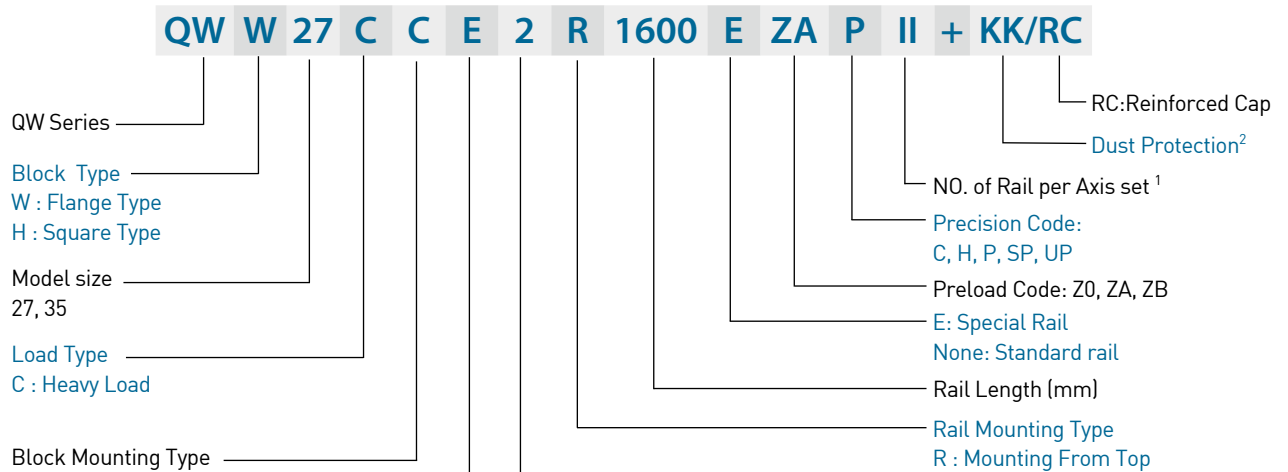 QW W 27 C C E 2 R 1600 E ZA P II + KK/RC
QW Series
Block Type
W : Flange Type
H : Square Type
Model size
27, 35
Load Type
C : Heavy Load
Block Mounting Type
RC:Reinforced Cap
Dust Protection²
NO. of Rail per Axis set ¹
Precision Code:
C, H, P, SP, UP
Preload Code: Z0, ZA, ZB
E: Special Rail
None: Standard rail
Rail Length (mm)
Rail Mounting Type
R : Mounting From Top